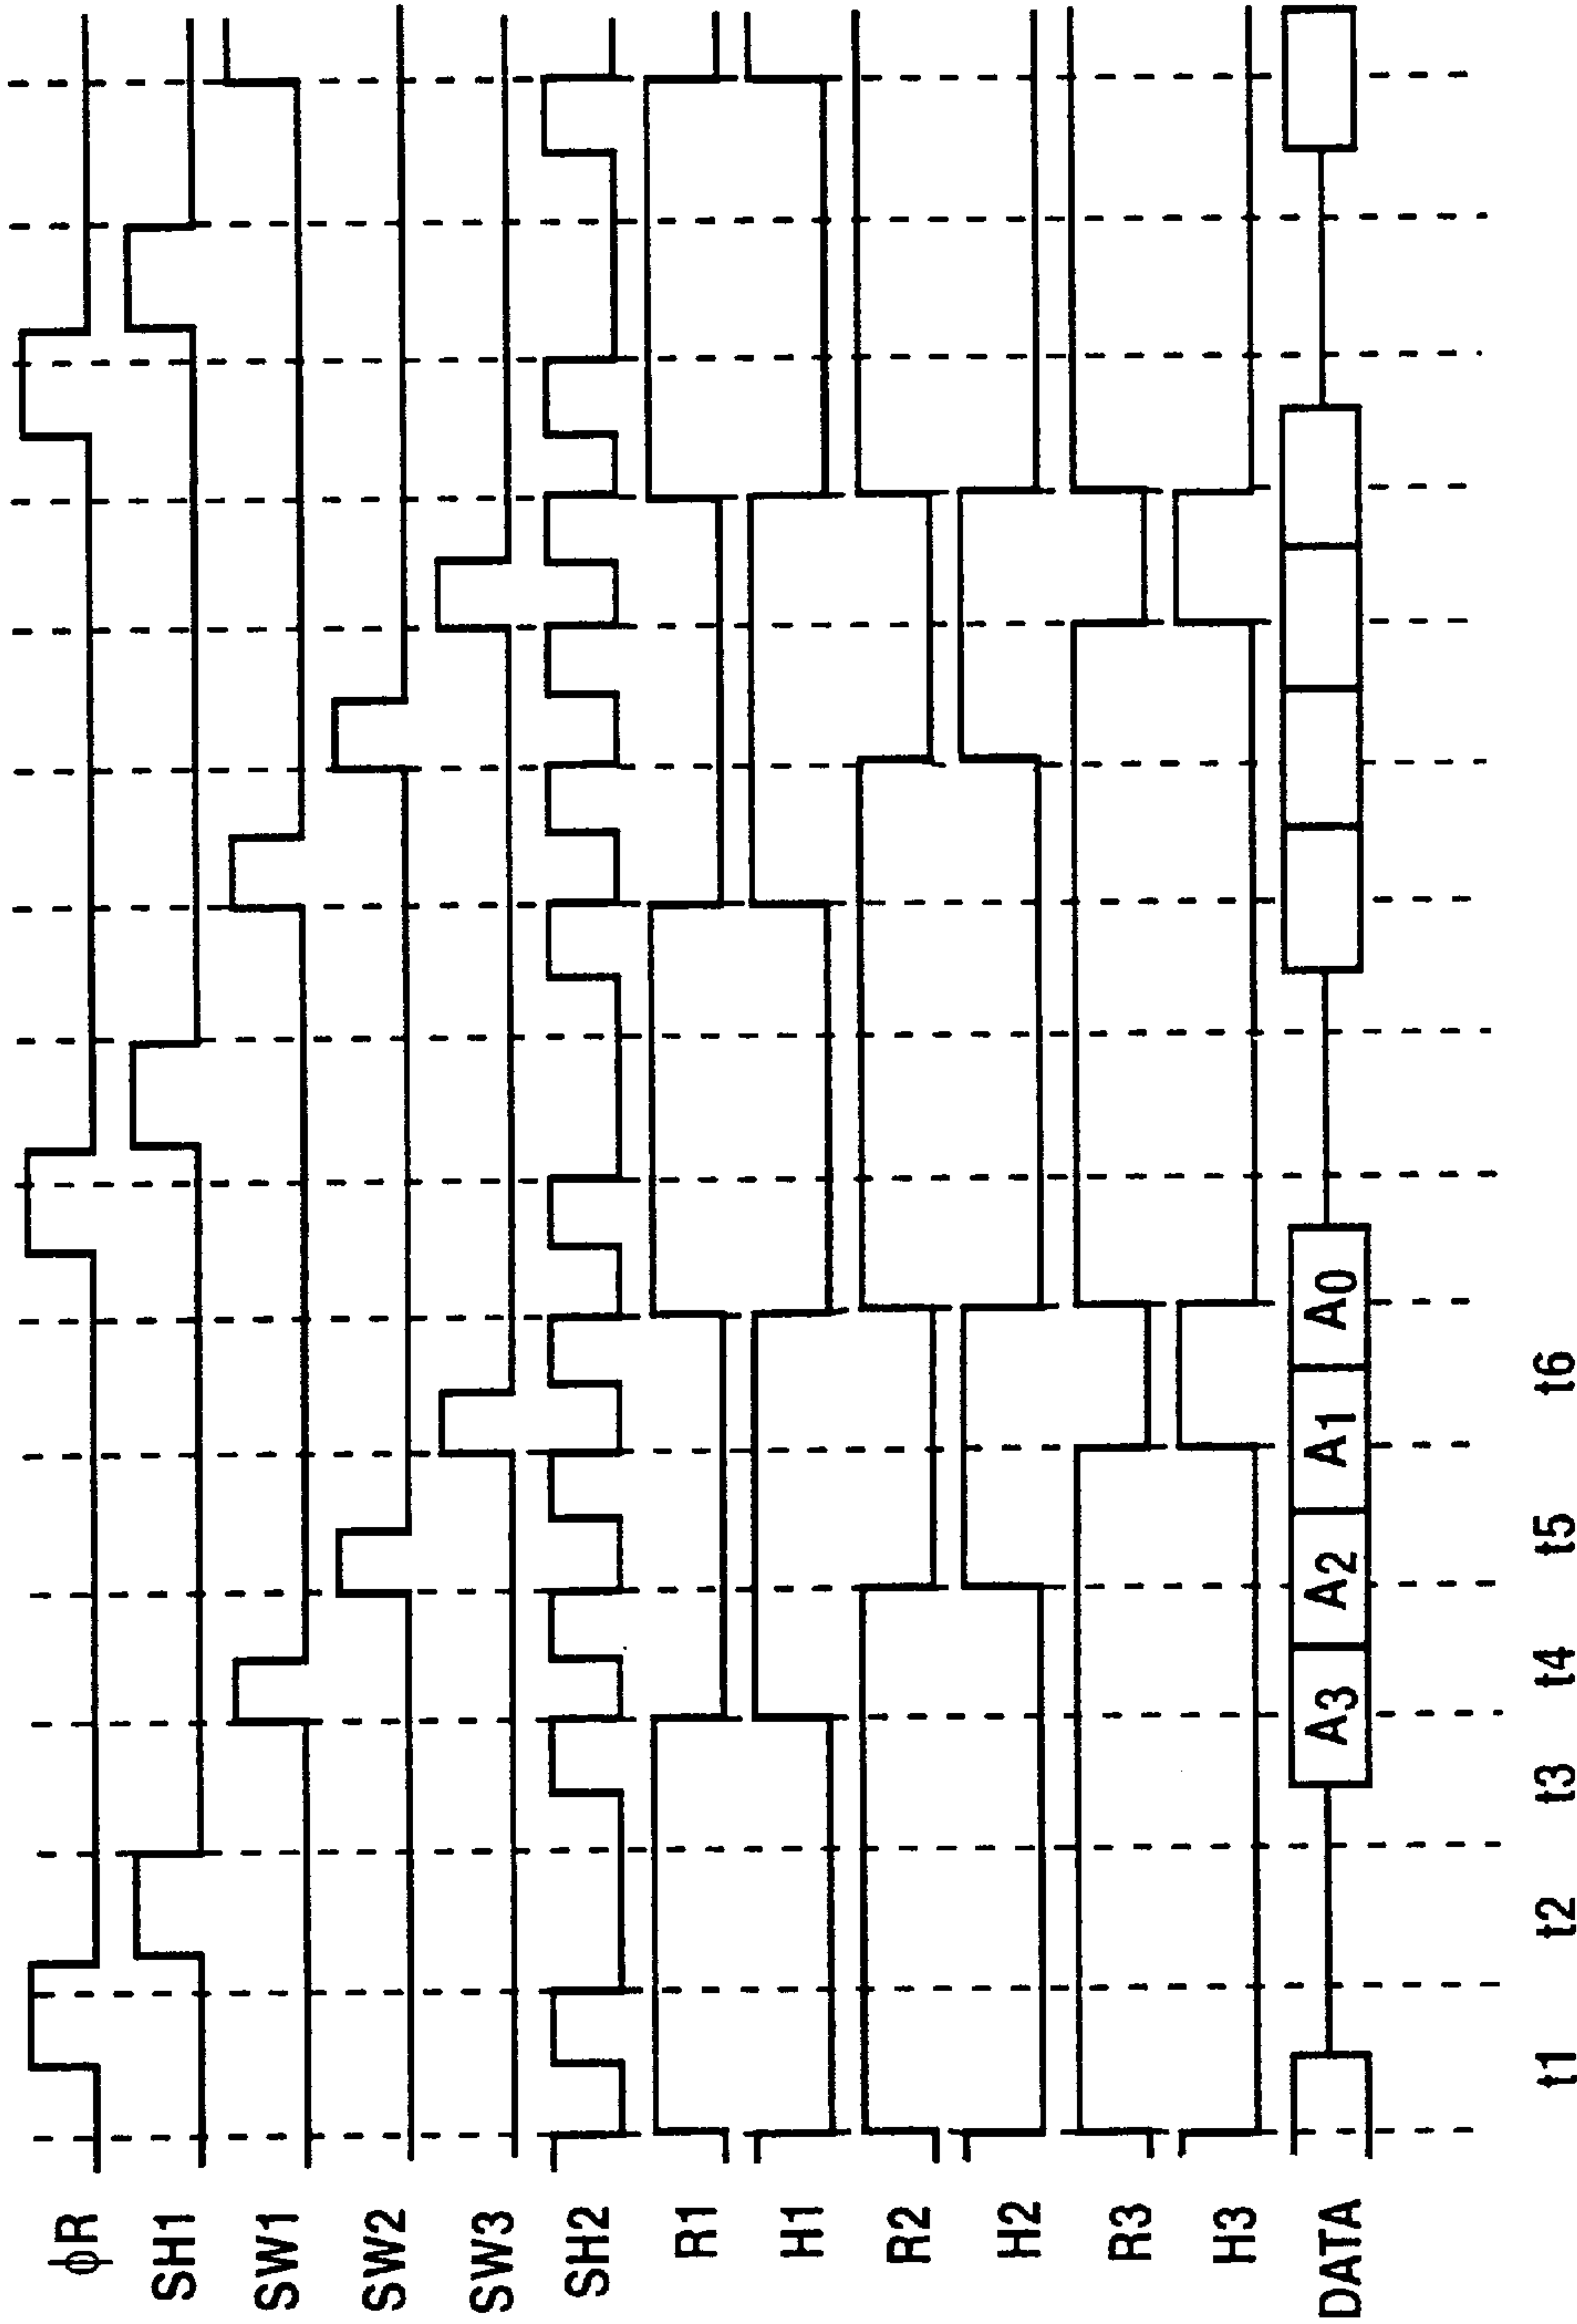 ϕR
SH1
SW1
SW2
SW3
SH2
R1
H1
R2
H2
R3
H3
DATA A3 A2 A1 A0
t1 t2 t3 t4 t5 t6